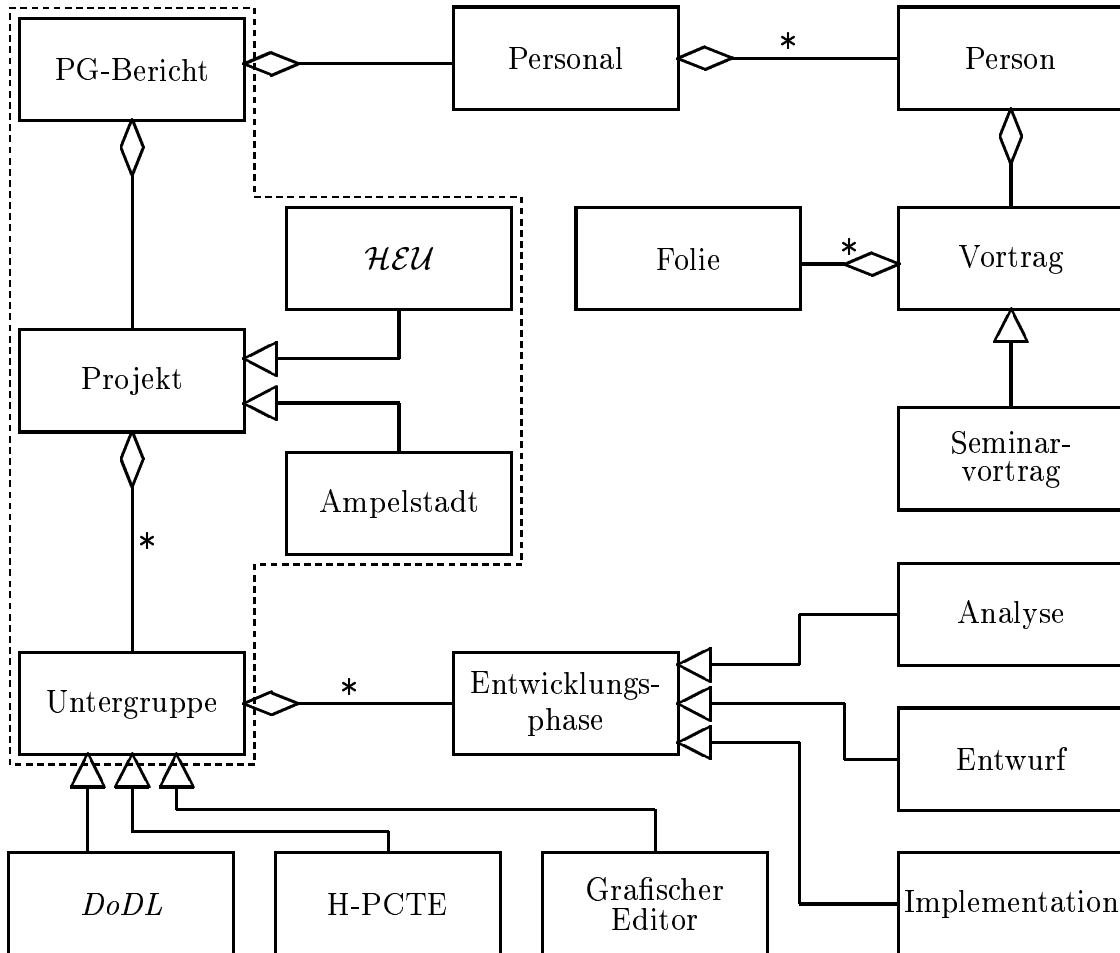 PG-Bericht
Personal
*
Person
HEU
Folie
*
Vortrag
Projekt
Seminar-
vortrag
Ampelstadt
*
Analyse
Untergruppe
*
Entwicklungs-
phase
Entwurf
DoDL
H-PCTE
Grafischer
Editor
Implementation